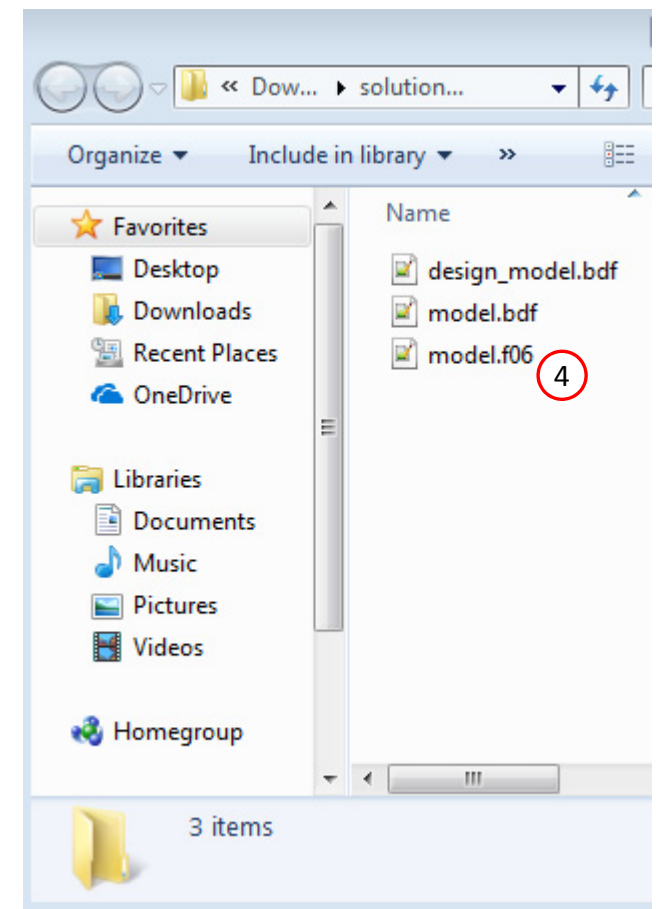 « Dow... solution...
Organize Include in library »
Favorites
Desktop
Downloads
Recent Places
OneDrive
Libraries
Documents
Music
Pictures
Videos
Homegroup
Name
design_model.bdf
model.bdf
model.f06
4
3 items